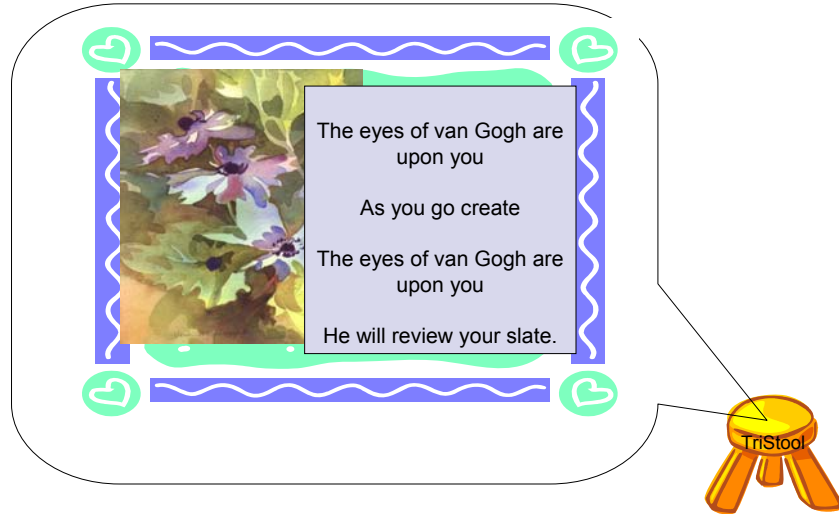 The eyes of van Gogh are
upon you
As you go create
The eyes of van Gogh are
upon you
He will review your slate.
TriStool